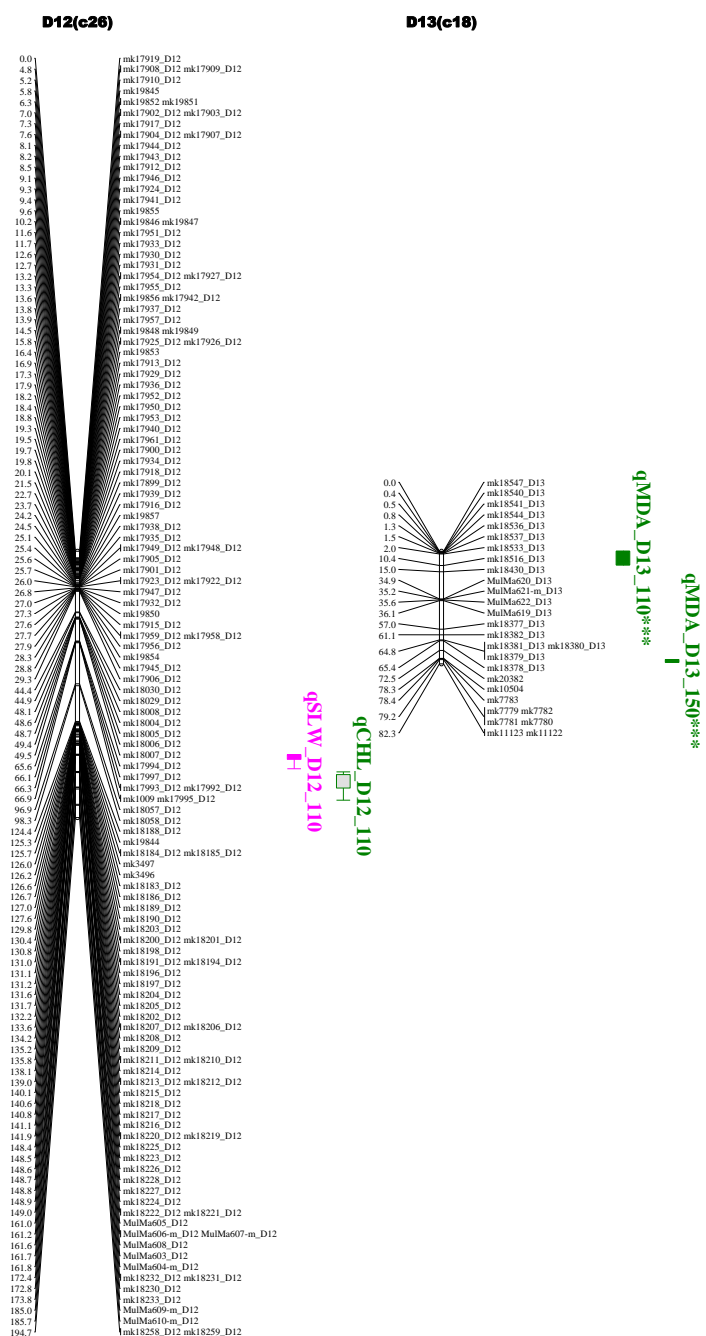 D12(c26)
0.0 mk17919_D12
4.8 mk17908_D12 mk17909_D12
5.2 mk17910_D12
5.8 mk19845
6.3 mk19852 mk19851
7.0 mk17902_D12 mk17903_D12
7.3 mk17917_D12
7.6 mk17904_D12 mk17907_D12
8.1 mk17944_D12
8.2 mk17943_D12
8.5 mk17912_D12
9.1 mk17946_D12
9.3 mk17924_D12
9.4 mk17941_D12
9.6 mk19855
10.2 mk19846 mk19847
11.6 mk17951_D12
11.7 mk17933_D12
12.6 mk17930_D12
12.7 mk17931_D12
13.2 mk17954_D12 mk17927_D12
13.3 mk17955_D12
13.6 mk19856 mk17942_D12
13.8 mk17937_D12
13.9 mk17957_D12
14.5 mk19848 mk19849
15.8 mk17925_D12 mk17926_D12
16.4 mk19853
16.9 mk17913_D12
17.3 mk17929_D12
17.9 mk17936_D12
18.2 mk17952_D12
18.4 mk17950_D12
18.8 mk17953_D12
19.3 mk17940_D12
19.5 mk17961_D12
19.7 mk17900_D12
19.8 mk17934_D12
20.1 mk17918_D12
21.5 mk17899_D12
22.7 mk17939_D12
23.7 mk17916_D12
24.2 mk19857
24.5 mk17938_D12
25.1 mk17935_D12
25.4 mk17949_D12 mk17948_D12
25.6 mk17905_D12
25.7 mk17901_D12
26.0 mk17923_D12 mk17922_D12
26.8 mk17947_D12
27.0 mk17932_D12
27.3 mk19850
27.6 mk17915_D12
27.7 mk17959_D12 mk17958_D12
27.9 mk17956_D12
28.3 mk19854
28.8 mk17945_D12
29.3 mk17906_D12
44.4 mk18030_D12
44.9 mk18029_D12
48.1 mk18008_D12
48.6 mk18004_D12
48.7 mk18005_D12
49.4 mk18006_D12
49.5 mk18007_D12
65.6 mk17994_D12
66.1 mk17997_D12
66.3 mk17993_D12 mk17992_D12
66.9 mk1009 mk17995_D12
96.9 mk18057_D12
98.3 mk18058_D12
124.4 mk18188_D12
125.3 mk19844
125.7 mk18184_D12 mk18185_D12
126.0 mk3497
126.2 mk3496
126.6 mk18183_D12
126.7 mk18186_D12
127.0 mk18189_D12
127.6 mk18190_D12
129.8 mk18203_D12
130.4 mk18200_D12 mk18201_D12
130.8 mk18198_D12
131.0 mk18191_D12 mk18194_D12
131.1 mk18196_D12
131.2 mk18197_D12
131.6 mk18204_D12
131.7 mk18205_D12
132.2 mk18202_D12
133.6 mk18207_D12 mk18206_D12
134.2 mk18208_D12
135.2 mk18209_D12
135.8 mk18211_D12 mk18210_D12
138.1 mk18214_D12
139.0 mk18213_D12 mk18212_D12
140.1 mk18215_D12
140.6 mk18218_D12
140.8 mk18217_D12
141.1 mk18216_D12
141.9 mk18220_D12 mk18219_D12
148.4 mk18225_D12
148.5 mk18223_D12
148.6 mk18226_D12
148.7 mk18228_D12
148.8 mk18227_D12
148.9 mk18224_D12
149.0 mk18222_D12 mk18221_D12
161.0 MulMa605_D12
161.2 MulMa606-m_D12 MulMa607-m_D12
161.6 MulMa608_D12
161.7 MulMa603_D12
161.8 MulMa604-m_D12
172.4 mk18232_D12 mk18231_D12
172.8 mk18230_D12
173.8 mk18233_D12
185.0 MulMa609-m_D12
185.7 MulMa610-m_D12
194.7 mk18258_D12 mk18259_D12
qSLW_D12_110
qCHL_D12_110
D13(c18)
0.0 mk18547_D13
0.4 mk18540_D13
0.5 mk18541_D13
0.8 mk18544_D13
1.3 mk18536_D13
1.5 mk18537_D13
2.0 mk18533_D13
10.4 mk18516_D13
15.0 mk18430_D13
34.9 MulMa620_D13
35.2 MulMa621-m_D13
35.6 MulMa622_D13
36.1 MulMa619_D13
57.0 mk18377_D13
61.1 mk18382_D13
64.8 mk18381_D13 mk18380_D13
mk18379_D13
65.4 mk18378_D13
72.5 mk20382
78.3 mk10504
78.4 mk7783
79.2 mk7779 mk7782
mk7781 mk7780
82.3 mk11123 mk11122
qMDA_D13_110***
qMDA_D13_150***